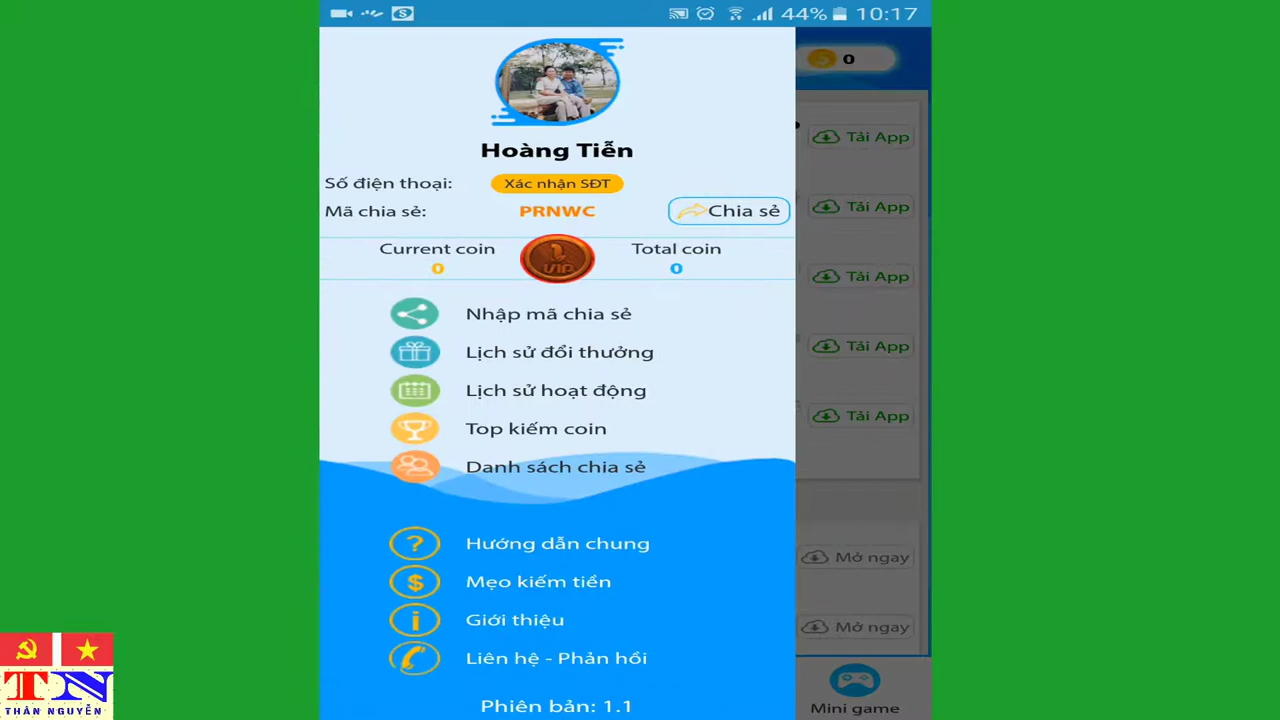 44% 10:17
0
Hoàng Tiễn
Số điện thoại: Xác nhận SĐT
Mã chia sẻ: PRNWC Chia sẻ
Current coin VIP Total coin
0 0
Nhập mã chia sẻ
Lịch sử đổi thưởng
Lịch sử hoạt động
Top kiếm coin
Danh sách chia sẻ
Hướng dẫn chung
Mẹo kiếm tiền
Giới thiệu
Liên hệ - Phản hồi
Phiên bản: 1.1
Tải App
Tải App
Tải App
Tải App
Tải App
Mở ngay
Mở ngay
Mini game
TN
THÂN NGUYỄN